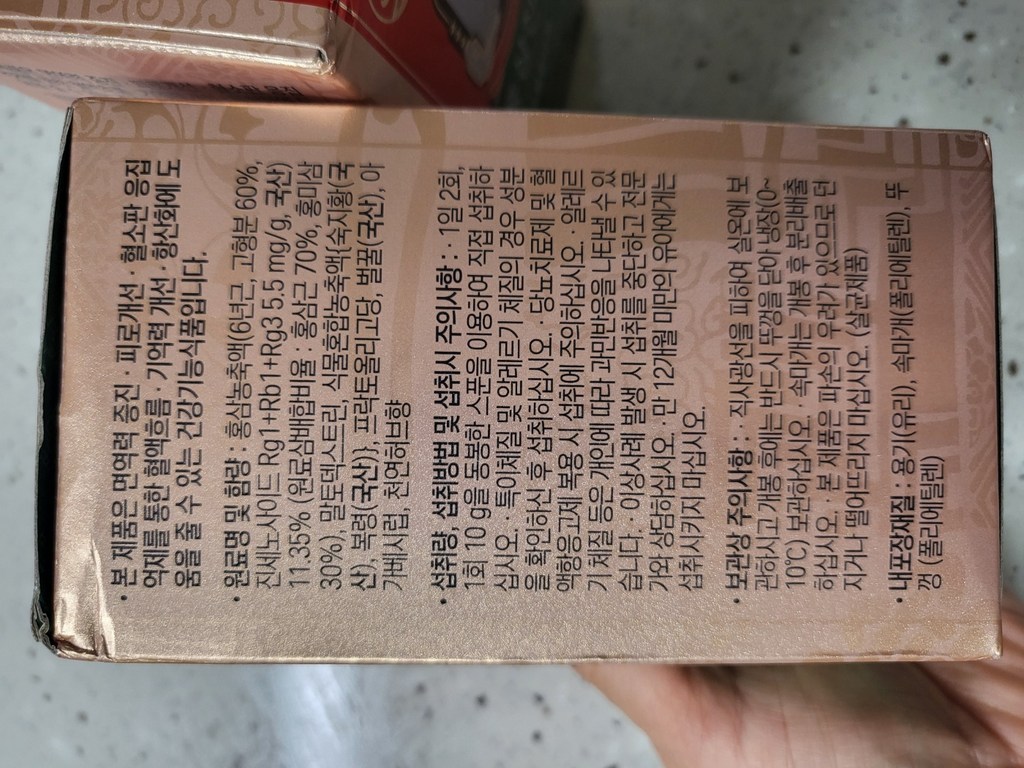 • 본 제품은 면역력 증진 · 피로개선 · 혈소판 응집
억제를 통한 혈액흐름 · 기억력 개선 · 항산화에 도
움을 줄 수 있는 건강기능식품입니다.
• 원료명 및 함량 : 홍삼농축액(6년근, 고형분 60%,
진세노사이드 Rg1+Rb1+Rg3 5.5 mg/g, 국산)
11.35% (원료삼배합비율 : 홍삼근 70%, 홍미삼
30%), 말토덱스트린, 식물혼합농축액{숙지황(국
산), 복령(국산)}, 프락토올리고당, 벌꿀(국산), 아
가베시럽, 천연허브향
• 섭취량, 섭취방법 및 섭취시 주의사항 : · 1일 2회,
1회 10 g을 동봉한 스푼을 이용하여 직접 섭취하
십시오. · 특이체질 및 알레르기 체질의 경우 성분
을 확인하신 후 섭취하십시오. · 당뇨치료제 및 혈
액항응고제 복용 시 섭취에 주의하십시오. · 알레르
기 체질 등은 개인에 따라 과민반응을 나타낼 수 있
습니다. · 이상사례 발생 시 섭취를 중단하고 전문
가와 상담하십시오. · 만 12개월 미만의 유아에게는
섭취시키지 마십시오.
• 보관상 주의사항 : · 직사광선을 피하여 실온에 보
관하시고 개봉 후에는 반드시 뚜껑을 닫아 냉장(0~
10℃) 보관하십시오. · 속마개는 개봉 후 분리배출
하십시오. · 본 제품은 파손의 우려가 있으므로 던
지거나 떨어뜨리지 마십시오. (살균제품)
• 내포장재질 : 용기(유리), 속마개(폴리에틸렌), 뚜
껑 (폴리에틸렌)